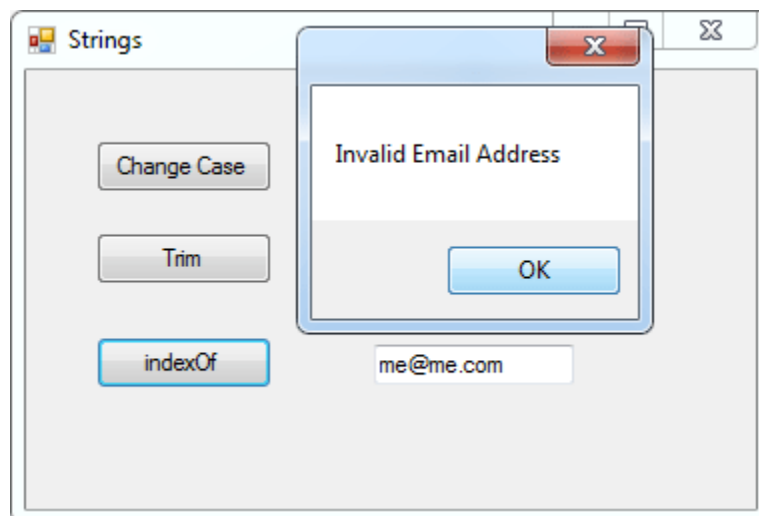 Strings
Invalid Email Address
OK
Change Case
Trim
indexOf
me@me.com